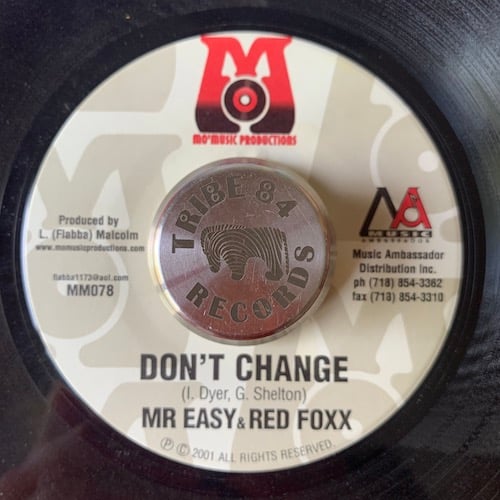 MO'MUSIC PRODUCTIONS
Produced by
L. (Flabba) Malcolm
www.momusicproductions.com
flabba1173@aol.com
MM078
MUSIC
AMBASSADOR
Music Ambassador
Distribution Inc.
ph (718) 854-3362
fax (718) 854-3310
TRIBE 84
RECORDS
DON'T CHANGE
(I. Dyer, G. Shelton)
MR EASY & RED FOXX
Ⓟ © 2001 ALL RIGHTS RESERVED.